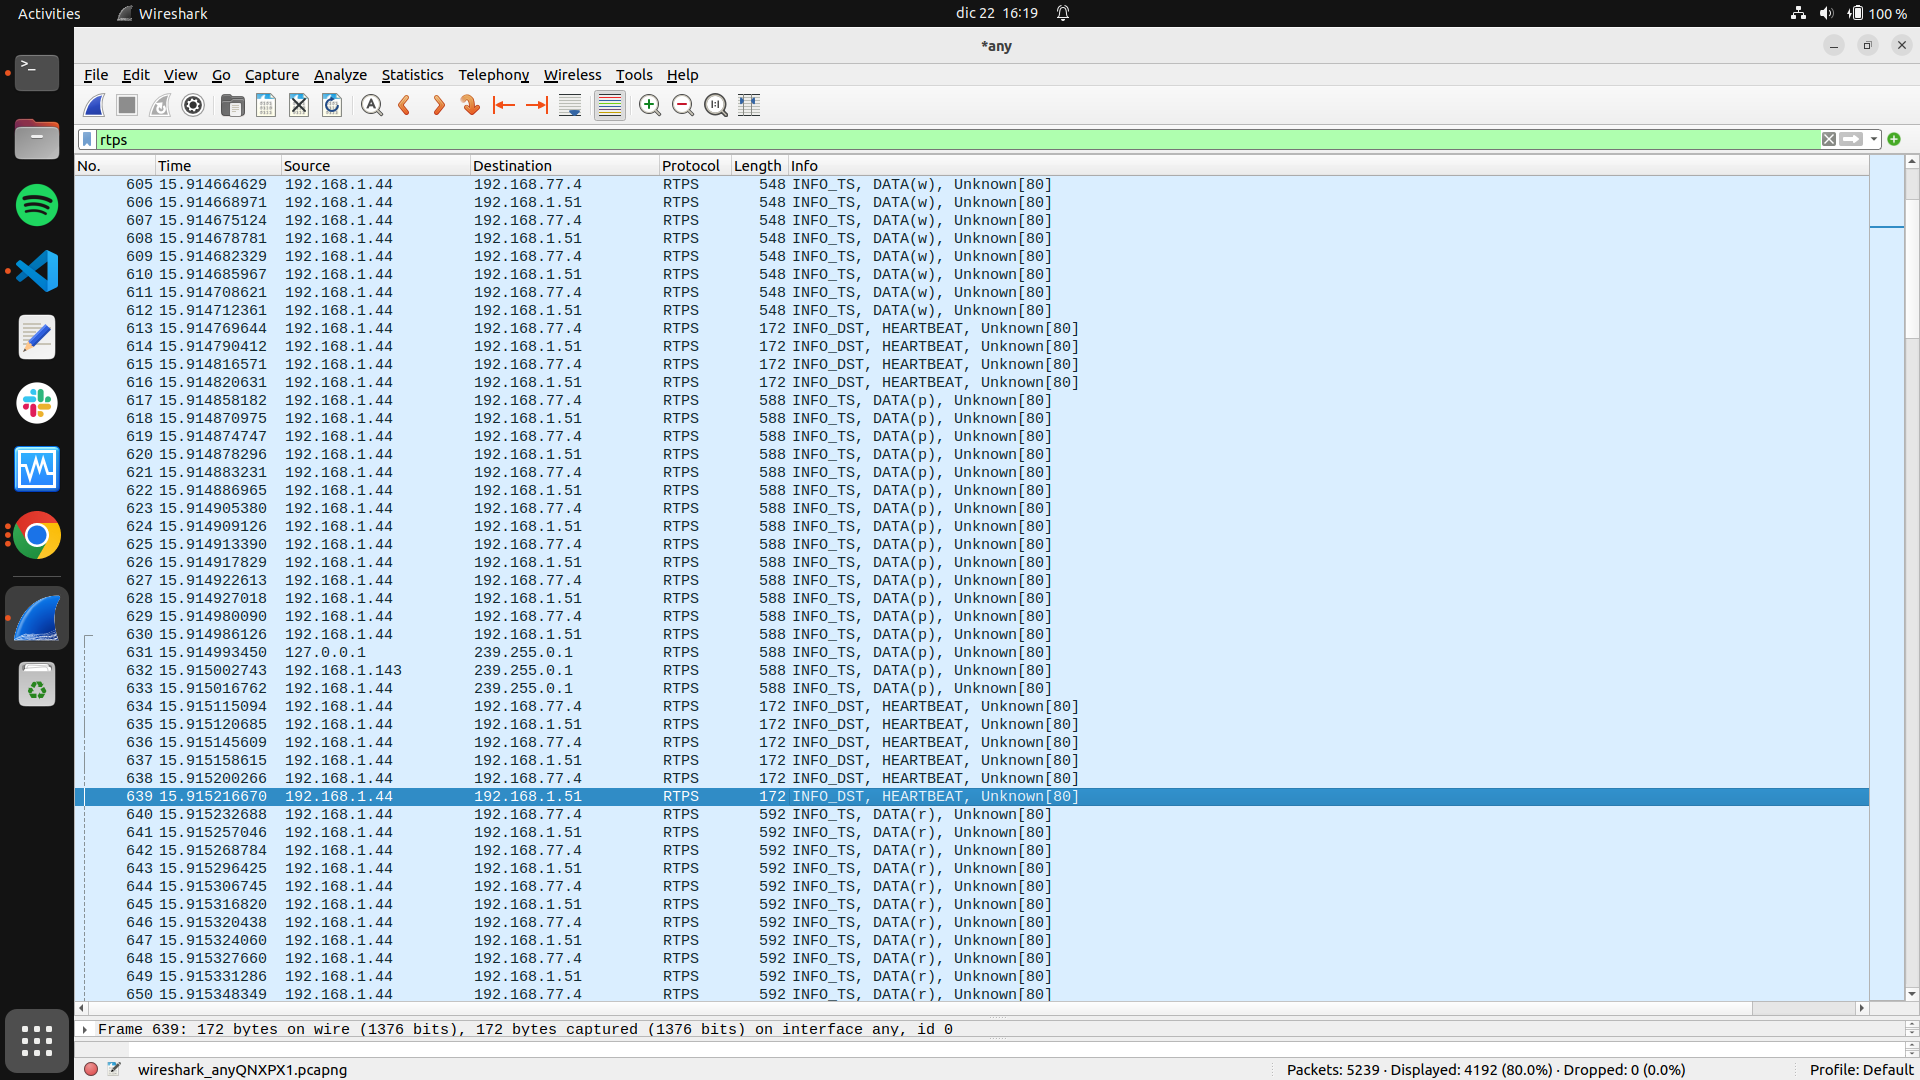 Activities Wireshark dic 22 16:19 100 %
*any
File Edit View Go Capture Analyze Statistics Telephony Wireless Tools Help
rtps
No. Time Source Destination Protocol Length Info
605 15.914664629 192.168.1.44 192.168.77.4 RTPS 548 INFO_TS, DATA(w), Unknown[80]
606 15.914668971 192.168.1.44 192.168.1.51 RTPS 548 INFO_TS, DATA(w), Unknown[80]
607 15.914675124 192.168.1.44 192.168.77.4 RTPS 548 INFO_TS, DATA(w), Unknown[80]
608 15.914678781 192.168.1.44 192.168.1.51 RTPS 548 INFO_TS, DATA(w), Unknown[80]
609 15.914682329 192.168.1.44 192.168.77.4 RTPS 548 INFO_TS, DATA(w), Unknown[80]
610 15.914685967 192.168.1.44 192.168.1.51 RTPS 548 INFO_TS, DATA(w), Unknown[80]
611 15.914708621 192.168.1.44 192.168.77.4 RTPS 548 INFO_TS, DATA(w), Unknown[80]
612 15.914712361 192.168.1.44 192.168.1.51 RTPS 548 INFO_TS, DATA(w), Unknown[80]
613 15.914769644 192.168.1.44 192.168.77.4 RTPS 172 INFO_DST, HEARTBEAT, Unknown[80]
614 15.914790412 192.168.1.44 192.168.1.51 RTPS 172 INFO_DST, HEARTBEAT, Unknown[80]
615 15.914816571 192.168.1.44 192.168.77.4 RTPS 172 INFO_DST, HEARTBEAT, Unknown[80]
616 15.914820631 192.168.1.44 192.168.1.51 RTPS 172 INFO_DST, HEARTBEAT, Unknown[80]
617 15.914858182 192.168.1.44 192.168.77.4 RTPS 588 INFO_TS, DATA(p), Unknown[80]
618 15.914870975 192.168.1.44 192.168.1.51 RTPS 588 INFO_TS, DATA(p), Unknown[80]
619 15.914874747 192.168.1.44 192.168.77.4 RTPS 588 INFO_TS, DATA(p), Unknown[80]
620 15.914878296 192.168.1.44 192.168.1.51 RTPS 588 INFO_TS, DATA(p), Unknown[80]
621 15.914883231 192.168.1.44 192.168.77.4 RTPS 588 INFO_TS, DATA(p), Unknown[80]
622 15.914886965 192.168.1.44 192.168.1.51 RTPS 588 INFO_TS, DATA(p), Unknown[80]
623 15.914905380 192.168.1.44 192.168.77.4 RTPS 588 INFO_TS, DATA(p), Unknown[80]
624 15.914909126 192.168.1.44 192.168.1.51 RTPS 588 INFO_TS, DATA(p), Unknown[80]
625 15.914913390 192.168.1.44 192.168.77.4 RTPS 588 INFO_TS, DATA(p), Unknown[80]
626 15.914917829 192.168.1.44 192.168.1.51 RTPS 588 INFO_TS, DATA(p), Unknown[80]
627 15.914922613 192.168.1.44 192.168.77.4 RTPS 588 INFO_TS, DATA(p), Unknown[80]
628 15.914927018 192.168.1.44 192.168.1.51 RTPS 588 INFO_TS, DATA(p), Unknown[80]
629 15.914980090 192.168.1.44 192.168.77.4 RTPS 588 INFO_TS, DATA(p), Unknown[80]
630 15.914986126 192.168.1.44 192.168.1.51 RTPS 588 INFO_TS, DATA(p), Unknown[80]
631 15.914993450 127.0.0.1 239.255.0.1 RTPS 588 INFO_TS, DATA(p), Unknown[80]
632 15.915002743 192.168.1.143 239.255.0.1 RTPS 588 INFO_TS, DATA(p), Unknown[80]
633 15.915016762 192.168.1.44 239.255.0.1 RTPS 588 INFO_TS, DATA(p), Unknown[80]
634 15.915115094 192.168.1.44 192.168.77.4 RTPS 172 INFO_DST, HEARTBEAT, Unknown[80]
635 15.915120685 192.168.1.44 192.168.1.51 RTPS 172 INFO_DST, HEARTBEAT, Unknown[80]
636 15.915145609 192.168.1.44 192.168.77.4 RTPS 172 INFO_DST, HEARTBEAT, Unknown[80]
637 15.915158615 192.168.1.44 192.168.1.51 RTPS 172 INFO_DST, HEARTBEAT, Unknown[80]
638 15.915200266 192.168.1.44 192.168.77.4 RTPS 172 INFO_DST, HEARTBEAT, Unknown[80]
639 15.915216670 192.168.1.44 192.168.1.51 RTPS 172 INFO_DST, HEARTBEAT, Unknown[80]
640 15.915232688 192.168.1.44 192.168.77.4 RTPS 592 INFO_TS, DATA(r), Unknown[80]
641 15.915257046 192.168.1.44 192.168.1.51 RTPS 592 INFO_TS, DATA(r), Unknown[80]
642 15.915268784 192.168.1.44 192.168.77.4 RTPS 592 INFO_TS, DATA(r), Unknown[80]
643 15.915296425 192.168.1.44 192.168.1.51 RTPS 592 INFO_TS, DATA(r), Unknown[80]
644 15.915306745 192.168.1.44 192.168.77.4 RTPS 592 INFO_TS, DATA(r), Unknown[80]
645 15.915316820 192.168.1.44 192.168.1.51 RTPS 592 INFO_TS, DATA(r), Unknown[80]
646 15.915320438 192.168.1.44 192.168.77.4 RTPS 592 INFO_TS, DATA(r), Unknown[80]
647 15.915324060 192.168.1.44 192.168.1.51 RTPS 592 INFO_TS, DATA(r), Unknown[80]
648 15.915327660 192.168.1.44 192.168.77.4 RTPS 592 INFO_TS, DATA(r), Unknown[80]
649 15.915331286 192.168.1.44 192.168.1.51 RTPS 592 INFO_TS, DATA(r), Unknown[80]
650 15.915348349 192.168.1.44 192.168.77.4 RTPS 592 INFO_TS, DATA(r), Unknown[80]
Frame 639: 172 bytes on wire (1376 bits), 172 bytes captured (1376 bits) on interface any, id 0
wireshark_anyQNXPX1.pcapng Packets: 5239 · Displayed: 4192 (80.0%) · Dropped: 0 (0.0%) Profile: Default